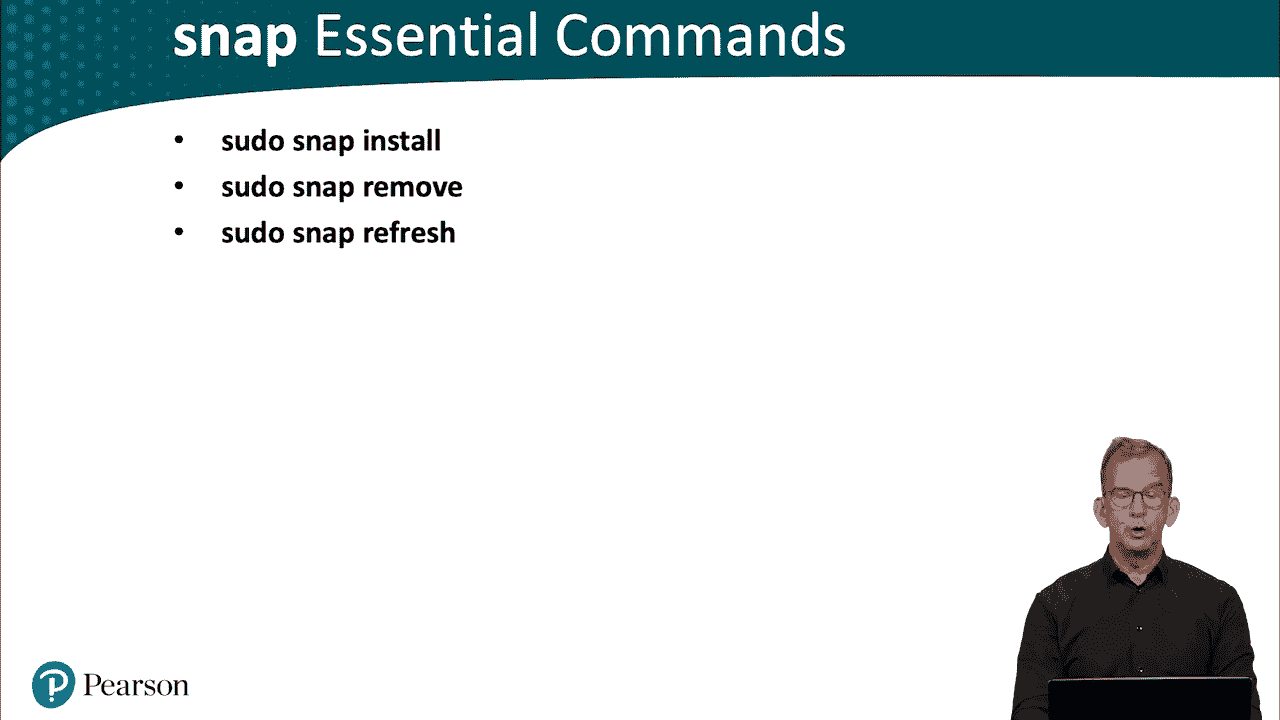 snap Essential Commands
• sudo snap install
• sudo snap remove
• sudo snap refresh
Pearson